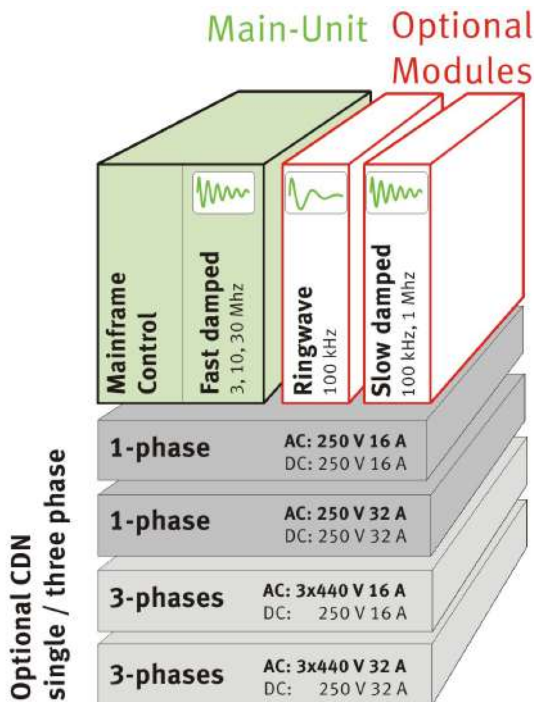 Main-Unit
Optional
Modules
Mainframe
Control
Fast damped
3, 10, 30 Mhz
Ringwave
100 kHz
Slow damped
100 kHz, 1 Mhz
Optional CDN
single / three phase
1-phase
AC: 250 V 16 A
DC: 250 V 16 A
1-phase
AC: 250 V 32 A
DC: 250 V 32 A
3-phases
AC: 3x440 V 16 A
DC: 250 V 16 A
3-phases
AC: 3x440 V 32 A
DC: 250 V 32 A